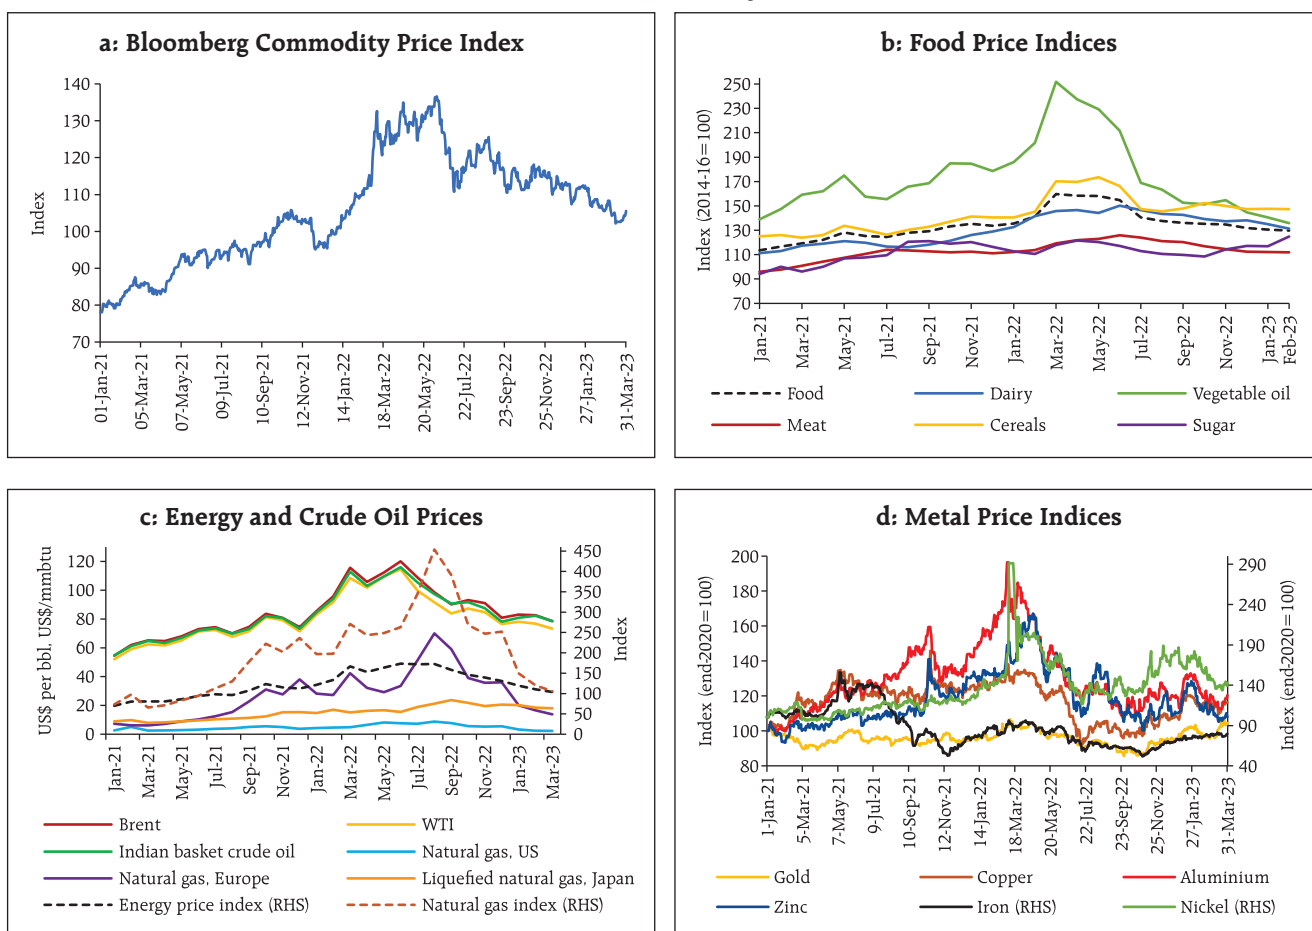 a: Bloomberg Commodity Price Index
140
130
120
110
100
90
80
70
Index
01-Jan-21
05-Mar-21
07-May-21
09-Jul-21
10-Sep-21
12-Nov-21
14-Jan-22
18-Mar-22
20-May-22
22-Jul-22
23-Sep-22
25-Nov-22
27-Jan-23
31-Mar-23
b: Food Price Indices
250
230
210
190
170
150
130
110
90
70
Index (2014-16=100)
Jan-21
Mar-21
May-21
Jul-21
Sep-21
Nov-21
Jan-22
Mar-22
May-22
Jul-22
Sep-22
Nov-22
Jan-23
Feb-23
Food
Dairy
Vegetable oil
Meat
Cereals
Sugar
c: Energy and Crude Oil Prices
120
100
80
60
40
20
0
US$ per bbl. US$/mmbtu
450
400
350
300
250
200
150
100
50
0
Index
Jan-21
Mar-21
May-21
Jul-21
Sep-21
Nov-21
Jan-22
Mar-22
May-22
Jul-22
Sep-22
Nov-22
Jan-23
Mar-23
Brent
WTI
Indian basket crude oil
Natural gas, US
Natural gas, Europe
Liquefied natural gas, Japan
Energy price index (RHS)
Natural gas index (RHS)
d: Metal Price Indices
200
180
160
140
120
100
80
Index (end-2020=100)
290
240
190
140
90
40
Index (end-2020=100)
1-Jan-21
5-Mar-21
7-May-21
9-Jul-21
10-Sep-21
12-Nov-21
14-Jan-22
18-Mar-22
20-May-22
22-Jul-22
23-Sep-22
25-Nov-22
27-Jan-23
31-Mar-23
Gold
Copper
Aluminium
Zinc
Iron (RHS)
Nickel (RHS)